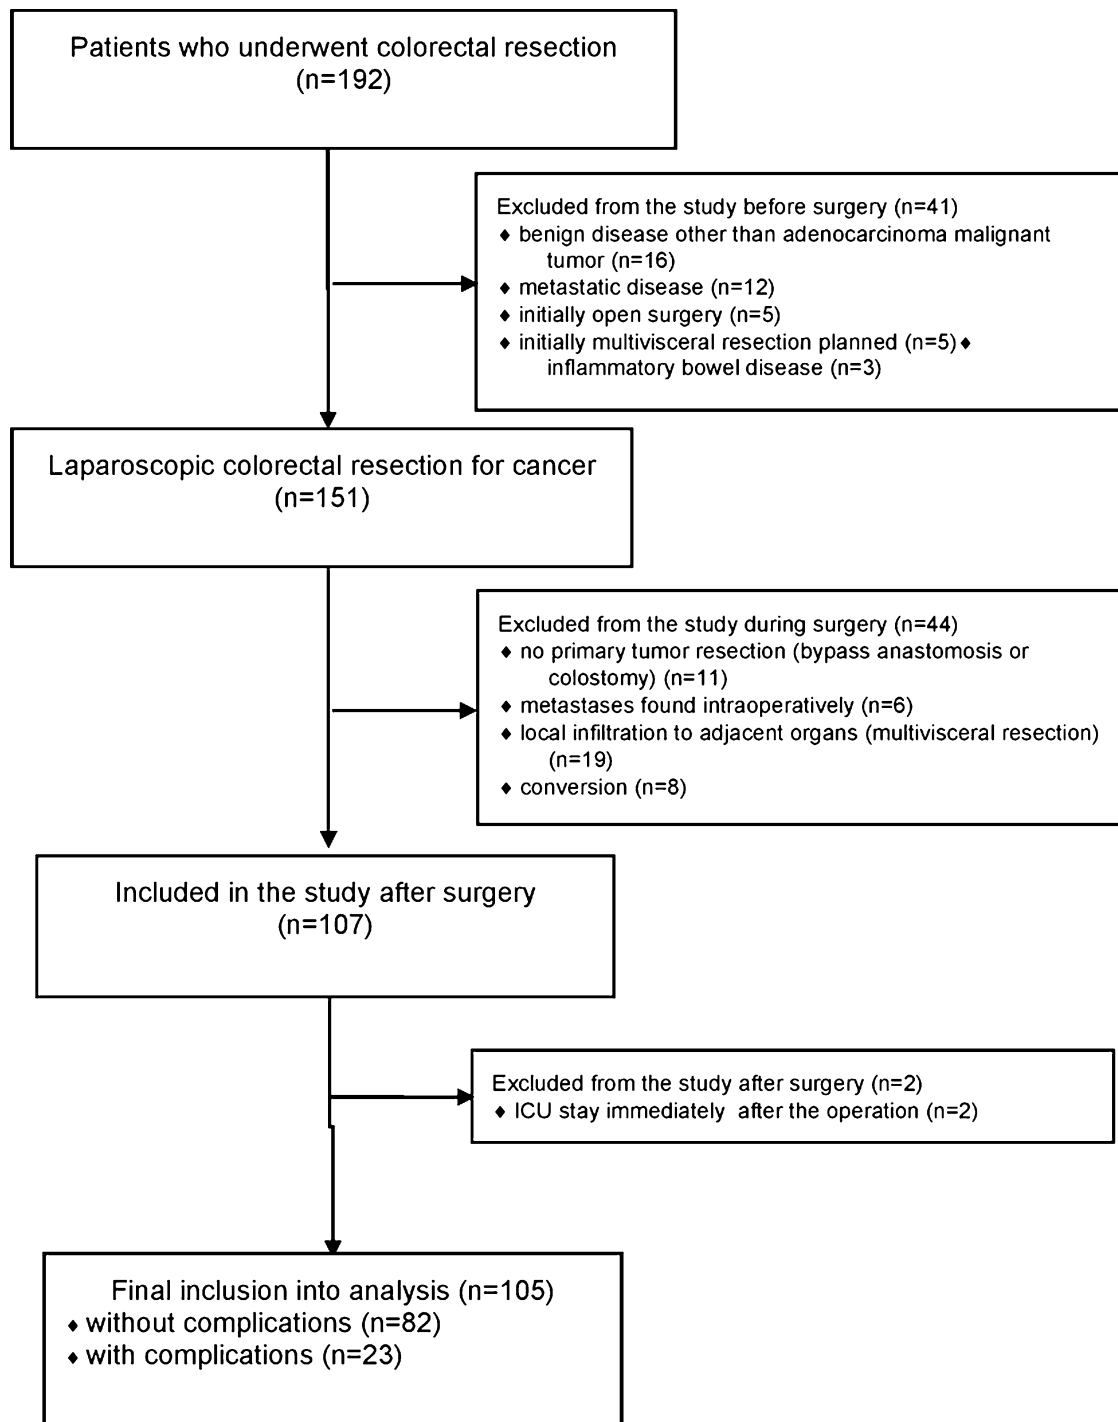 Patients who underwent colorectal resection
(n=192)
Excluded from the study before surgery (n=41)
♦ benign disease other than adenocarcinoma malignant
tumor (n=16)
♦ metastatic disease (n=12)
♦ initially open surgery (n=5)
♦ initially multivisceral resection planned (n=5)♦
inflammatory bowel disease (n=3)
Laparoscopic colorectal resection for cancer
(n=151)
Excluded from the study during surgery (n=44)
♦ no primary tumor resection (bypass anastomosis or
colostomy) (n=11)
♦ metastases found intraoperatively (n=6)
♦ local infiltration to adjacent organs (multivisceral resection)
(n=19)
♦ conversion (n=8)
Included in the study after surgery
(n=107)
Excluded from the study after surgery (n=2)
♦ ICU stay immediately after the operation (n=2)
Final inclusion into analysis (n=105)
♦ without complications (n=82)
♦ with complications (n=23)